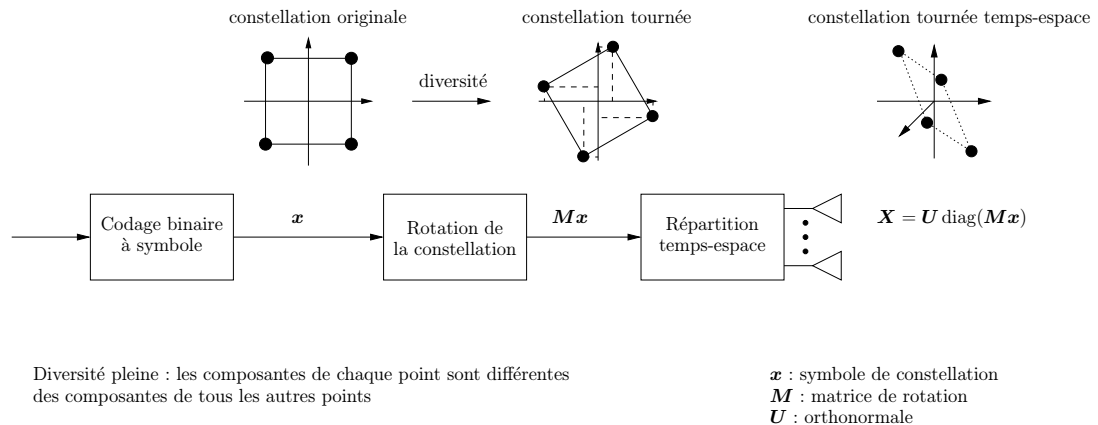 constellation originale
constellation tournée
constellation tournée temps-espace
diversité
Codage binaire
à symbole
x
Rotation de
la constellation
Mx
Répartition
temps-espace
X = U diag(Mx)
Diversité pleine : les composantes de chaque point sont différentes
des composantes de tous les autres points
x : symbole de constellation
M : matrice de rotation
U : orthonormale